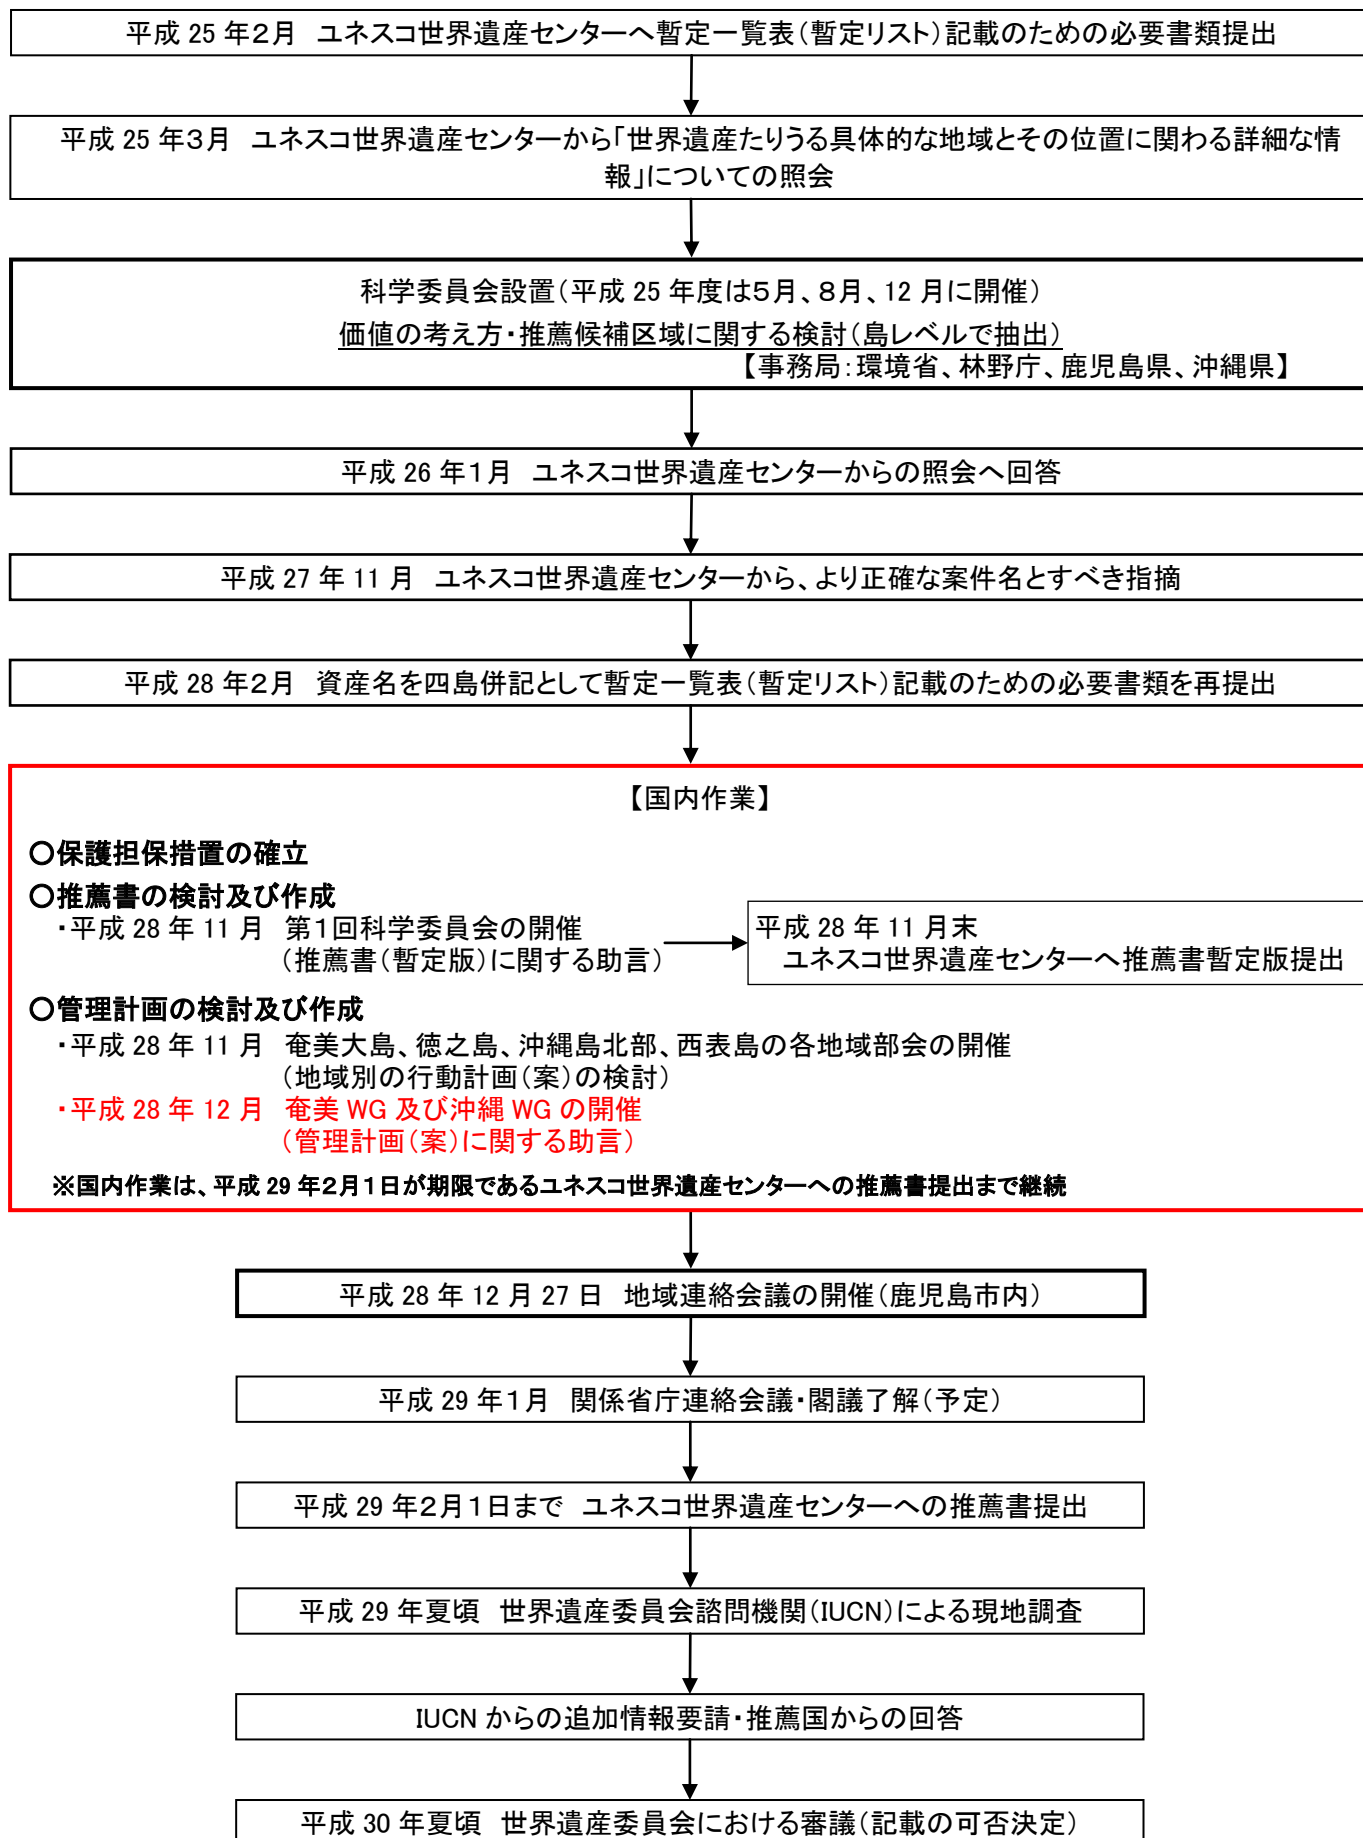 平成 25 年２月　ユネスコ世界遺産センターへ暫定一覧表（暫定リスト）記載のための必要書類提出
平成 25 年３月　ユネスコ世界遺産センターから「世界遺産たりうる具体的な地域とその位置に関わる詳細な情
報」についての照会
科学委員会設置（平成 25 年度は５月、８月、12 月に開催）
価値の考え方・推薦候補区域に関する検討（島レベルで抽出）
【事務局：環境省、林野庁、鹿児島県、沖縄県】
平成 26 年１月　ユネスコ世界遺産センターからの照会へ回答
平成 27 年 11 月　ユネスコ世界遺産センターから、より正確な案件名とすべき指摘
平成 28 年２月　資産名を四島併記として暫定一覧表（暫定リスト）記載のための必要書類を再提出
【国内作業】
○保護担保措置の確立
○推薦書の検討及び作成
・平成 28 年 11 月　第１回科学委員会の開催
（推薦書（暫定版）に関する助言）
平成 28 年 11 月末
ユネスコ世界遺産センターへ推薦書暫定版提出
○管理計画の検討及び作成
・平成 28 年 11 月　奄美大島、徳之島、沖縄島北部、西表島の各地域部会の開催
（地域別の行動計画（案）の検討）
・平成 28 年 12 月　奄美 WG 及び沖縄 WG の開催
（管理計画（案）に関する助言）
※国内作業は、平成 29 年２月１日が期限であるユネスコ世界遺産センターへの推薦書提出まで継続
平成 28 年 12 月 27 日　地域連絡会議の開催（鹿児島市内）
平成 29 年１月　関係省庁連絡会議・閣議了解（予定）
平成 29 年２月１日まで　ユネスコ世界遺産センターへの推薦書提出
平成 29 年夏頃　世界遺産委員会諮問機関（IUCN）による現地調査
IUCN からの追加情報要請・推薦国からの回答
平成 30 年夏頃　世界遺産委員会における審議（記載の可否決定）